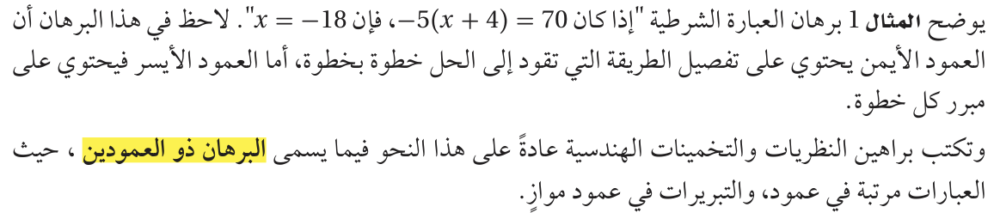 يوضح المثال 1 برهان العبارة الشرطية "إذا كان 70 = (x + 4)5−، فإن x = −18". لاحظ في هذا البرهان أن
العمود الأيمن يحتوي على تفصيل الطريقة التي تقود إلى الحل خطوة بخطوة، أما العمود الأيسر فيحتوي على
مبرر كل خطوة.
وتكتب براهين النظريات والتخمينات الهندسية عادةً على هذا النحو فيما يسمى البرهان ذو العمودين ، حيث
العبارات مرتبة في عمود، والتبريرات في عمود موازٍ.